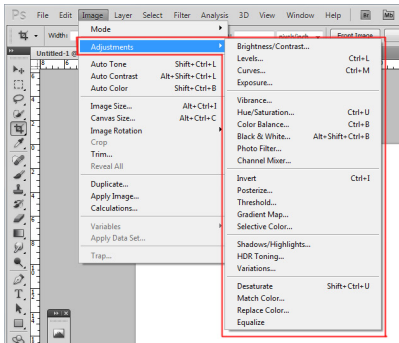 Ps File Edit Image Layer Select Filter Analysis 3D View Window Help Br Mb
Width: Front Image
Untitled-1 @
Mode
Adjustments
Auto Tone Shift+Ctrl+L
Auto Contrast Alt+Shift+Ctrl+L
Auto Color Shift+Ctrl+B
Image Size... Alt+Ctrl+I
Canvas Size... Alt+Ctrl+C
Image Rotation
Crop
Trim...
Reveal All
Duplicate...
Apply Image...
Calculations...
Variables
Apply Data Set...
Trap...
Brightness/Contrast...
Levels... Ctrl+L
Curves... Ctrl+M
Exposure...
Vibrance...
Hue/Saturation... Ctrl+U
Color Balance... Ctrl+B
Black & White... Alt+Shift+Ctrl+B
Photo Filter...
Channel Mixer...
Invert Ctrl+I
Posterize...
Threshold...
Gradient Map...
Selective Color...
Shadows/Highlights...
HDR Toning...
Variations...
Desaturate Shift+Ctrl+U
Match Color...
Replace Color...
Equalize